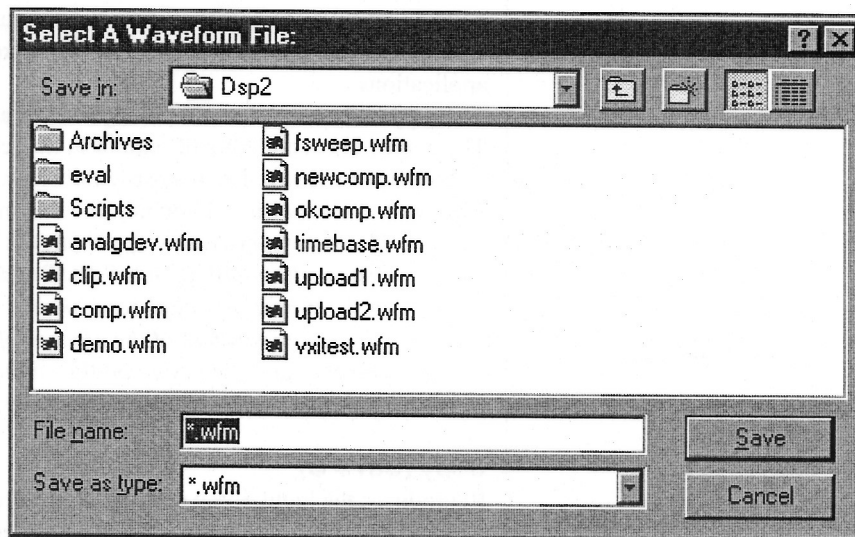 Select A Waveform File:
Save in: Dsp2
Archives
eval
Scripts
analgdev.wfm
clip.wfm
comp.wfm
demo.wfm
fsweep.wfm
newcomp.wfm
okcomp.wfm
timebase.wfm
upload1.wfm
upload2.wfm
vxitest.wfm
File name: *.wfm
Save
Save as type: *.wfm
Cancel